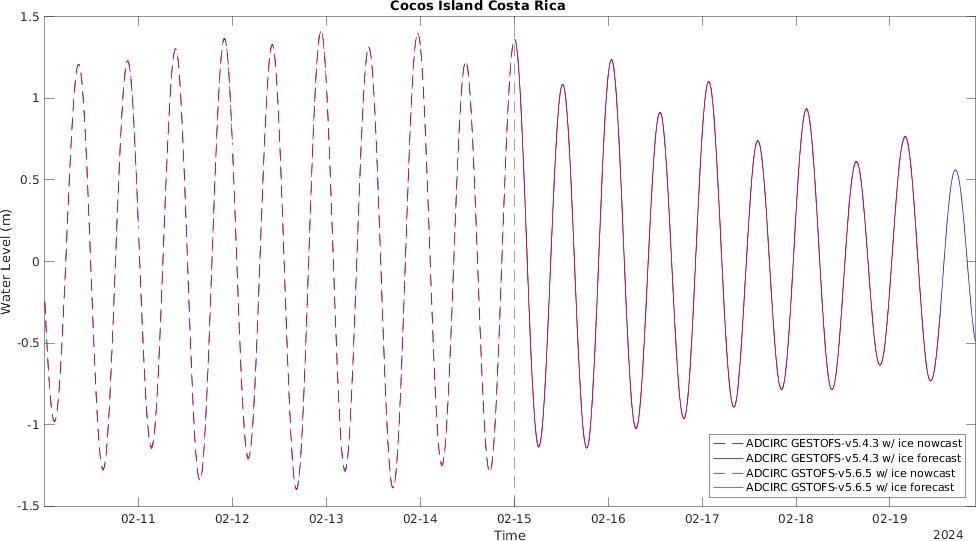 Cocos Island Costa Rica
1.5
1
0.5
0
-0.5
-1
-1.5
Water Level (m)
02-11 02-12 02-13 02-14 02-15 02-16 02-17 02-18 02-19
Time
2024
ADCIRC GESTOFS-v5.4.3 w/ ice nowcast
ADCIRC GESTOFS-v5.4.3 w/ ice forecast
ADCIRC GSTOFS-v5.6.5 w/ ice nowcast
ADCIRC GSTOFS-v5.6.5 w/ ice forecast